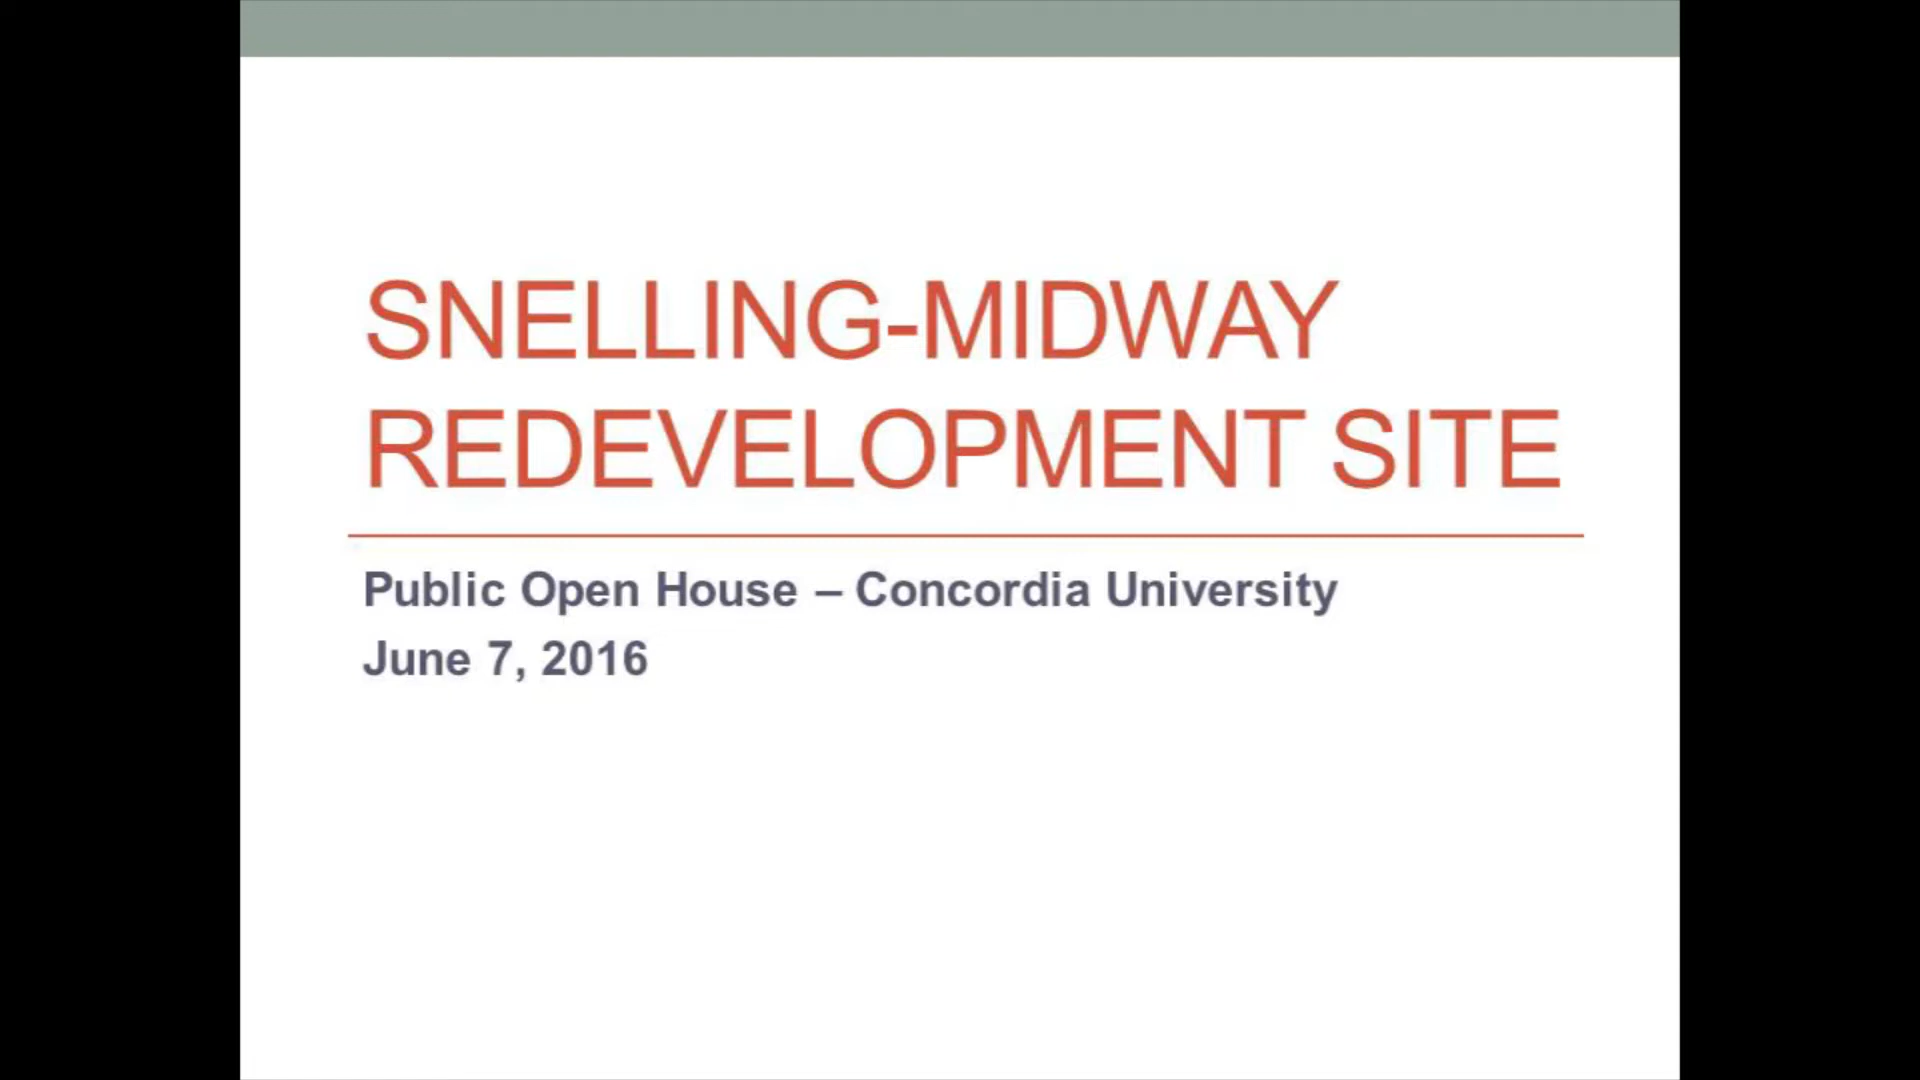 SNELLING-MIDWAY
REDEVELOPMENT SITE
Public Open House – Concordia University
June 7, 2016